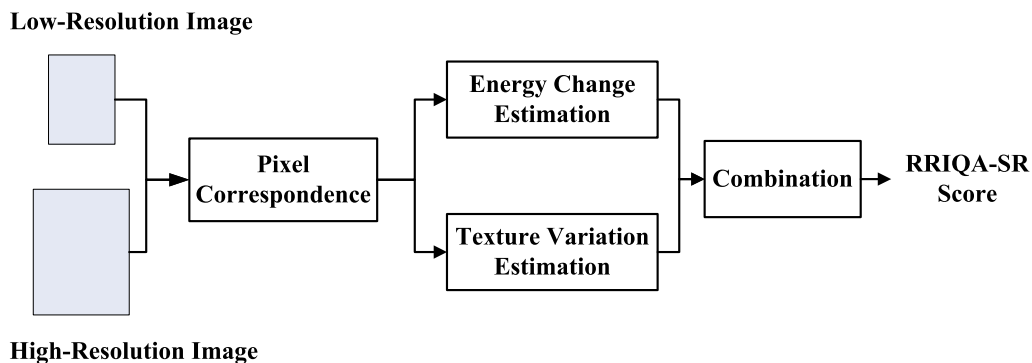 Low-Resolution Image
Pixel
Correspondence
High-Resolution Image
Energy Change
Estimation
Texture Variation
Estimation
Combination
RRIQA-SR
Score